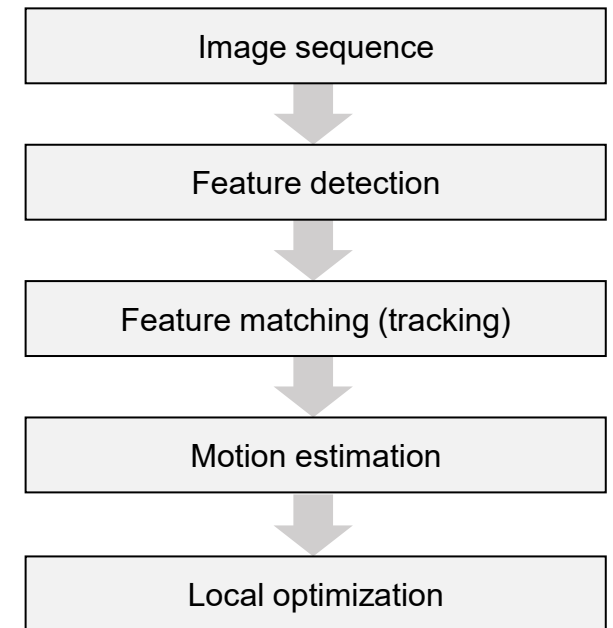 Image sequence
Feature detection
Feature matching (tracking)
Motion estimation
Local optimization